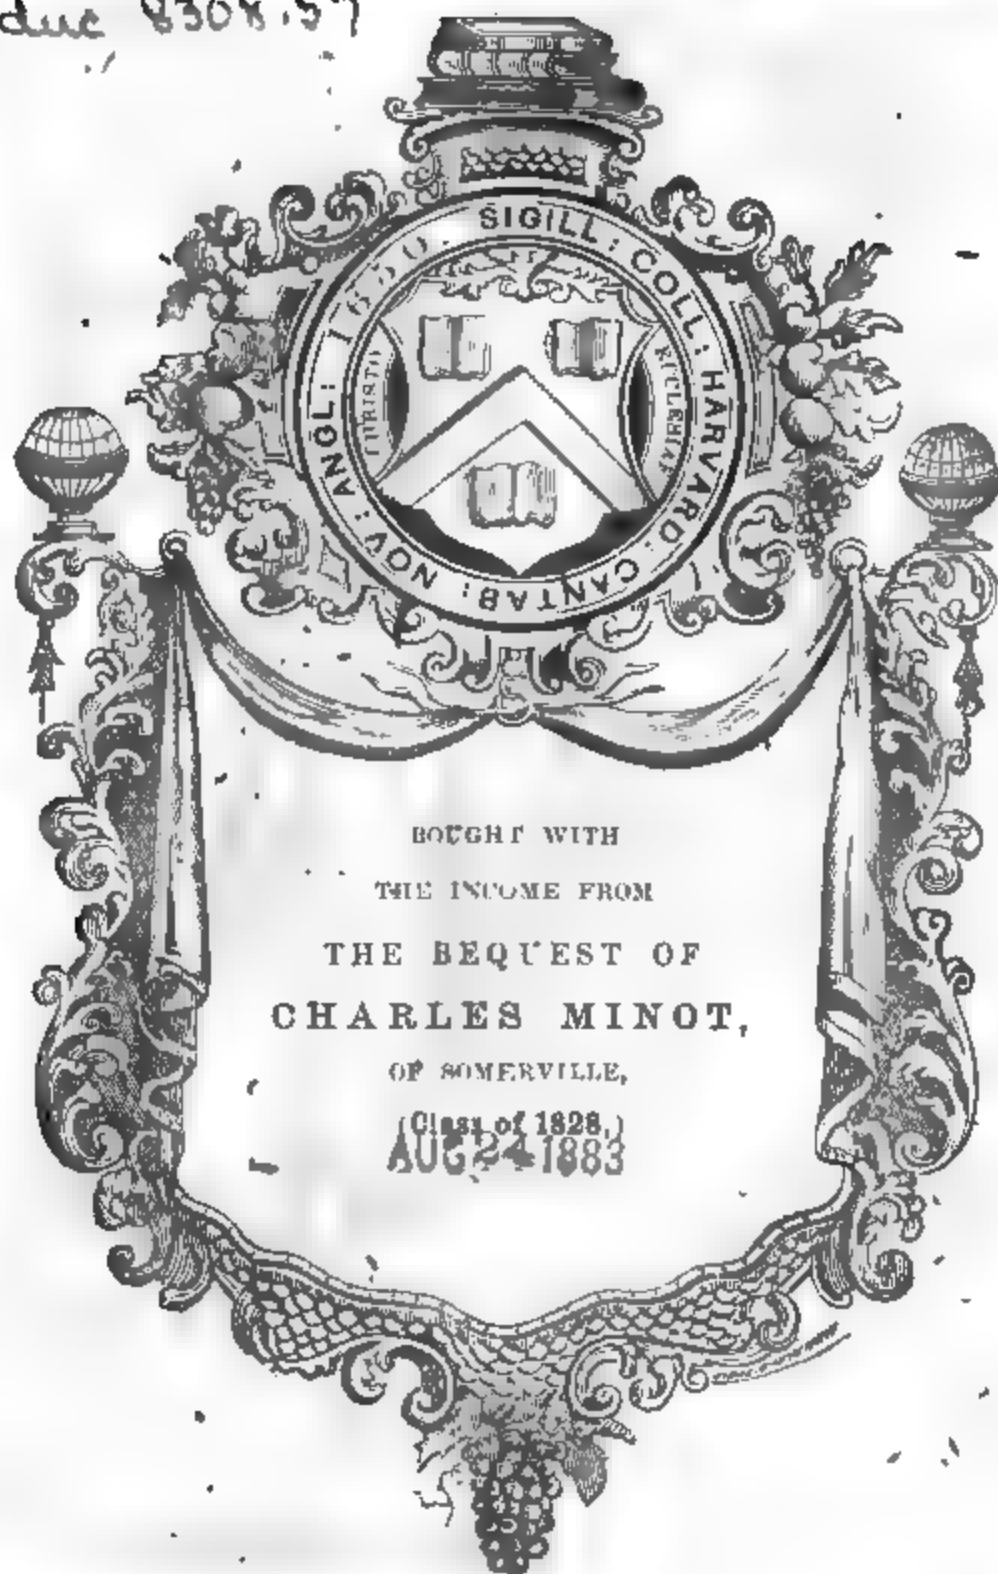 duc 8308.57
SIGILL: COLL: HARVARD: CANTAB: NOV: ANGL: 1650.
CHRISTO
ECCLESIAE
BOUGHT WITH
THE INCOME FROM
THE BEQUEST OF
CHARLES MINOT,
OF SOMERVILLE,
(Class of 1828.)
AUG 24 1883